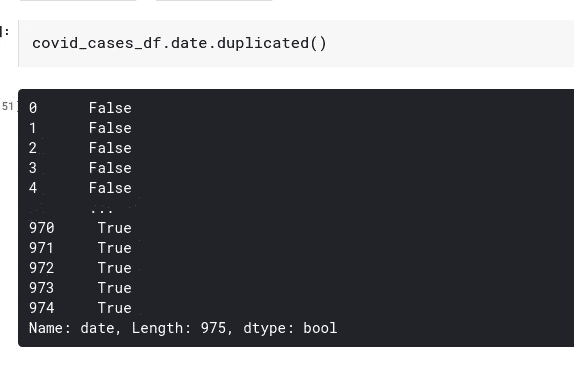 ]:
covid_cases_df.date.duplicated()
51]
0      False
1      False
2      False
3      False
4      False
       ...
970     True
971     True
972     True
973     True
974     True
Name: date, Length: 975, dtype: bool